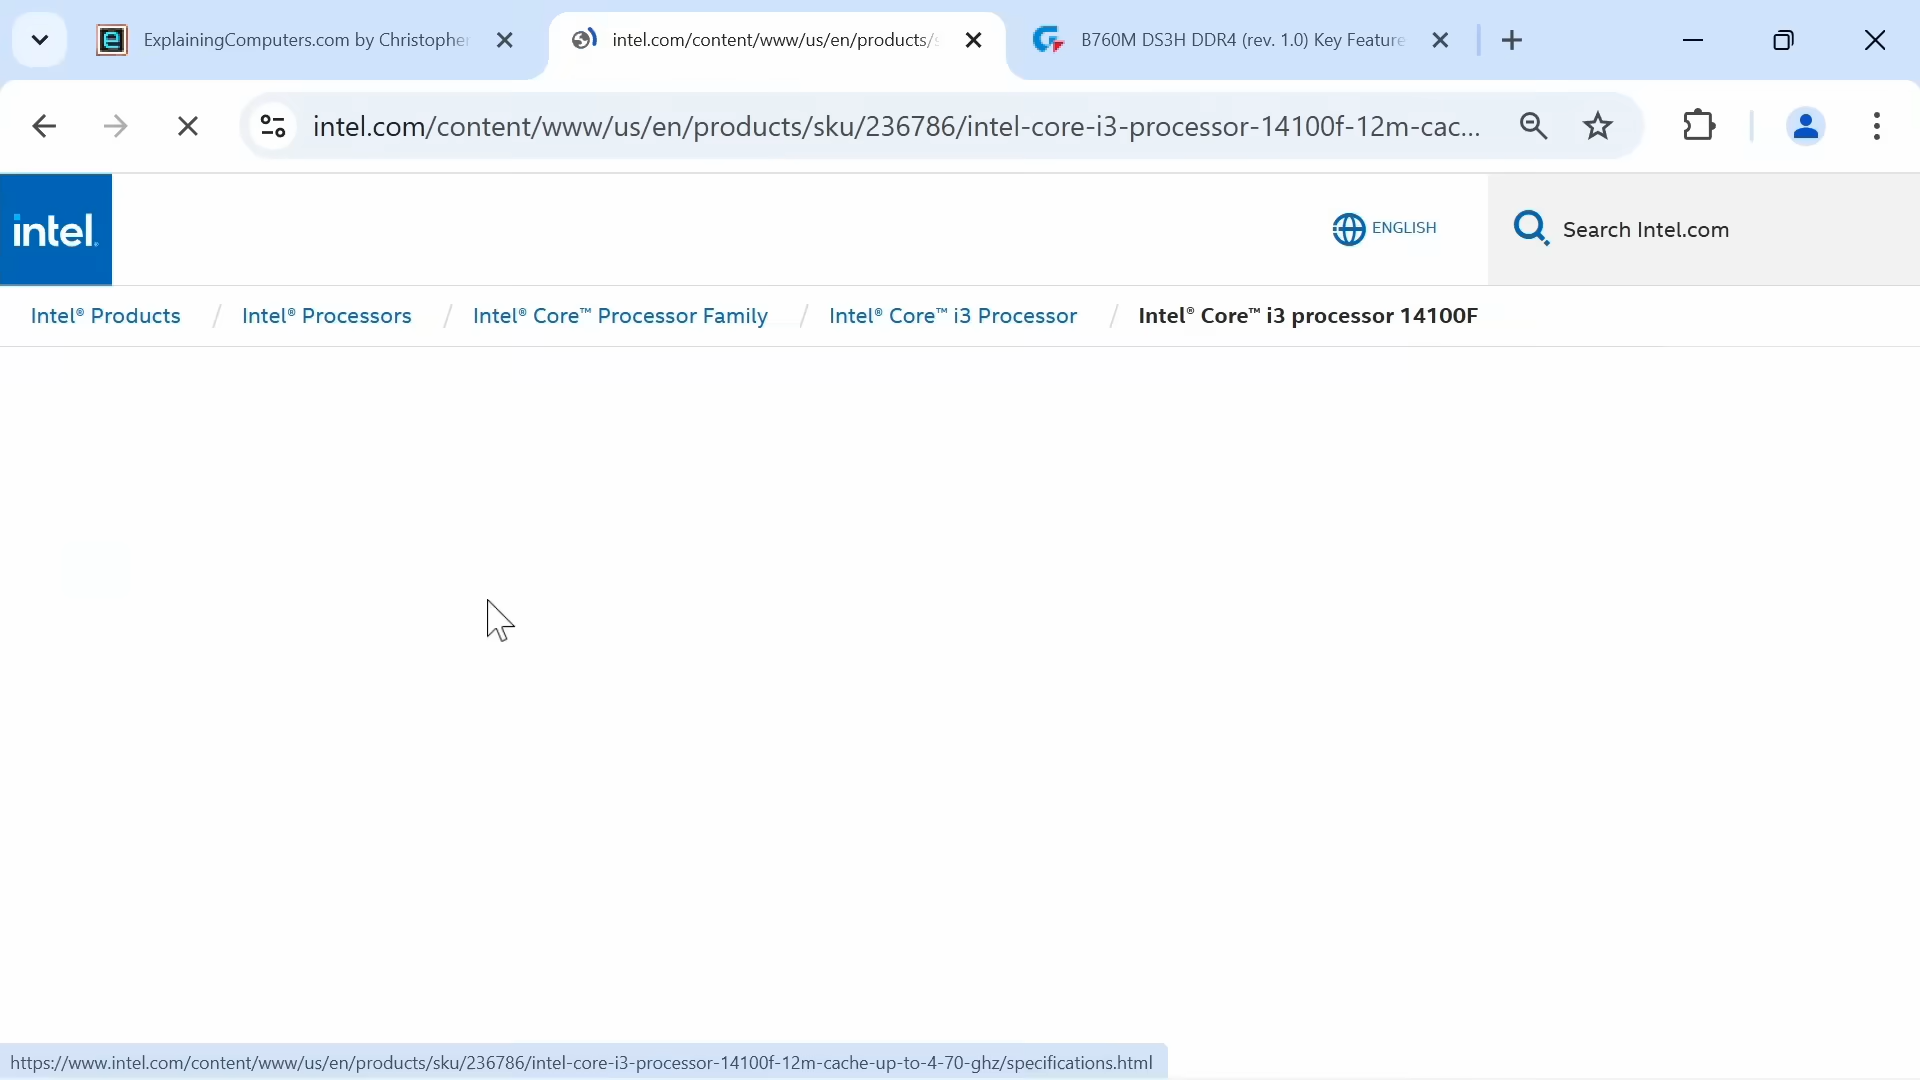 ExplainingComputers.com by Christopher
intel.com/content/www/us/en/products/s
B760M DS3H DDR4 (rev. 1.0) Key Feature
intel.com/content/www/us/en/products/sku/236786/intel-core-i3-processor-14100f-12m-cac...
intel.
ENGLISH
Search Intel.com
Intel® Products / Intel® Processors / Intel® Core™ Processor Family / Intel® Core™ i3 Processor / Intel® Core™ i3 processor 14100F
https://www.intel.com/content/www/us/en/products/sku/236786/intel-core-i3-processor-14100f-12m-cache-up-to-4-70-ghz/specifications.html